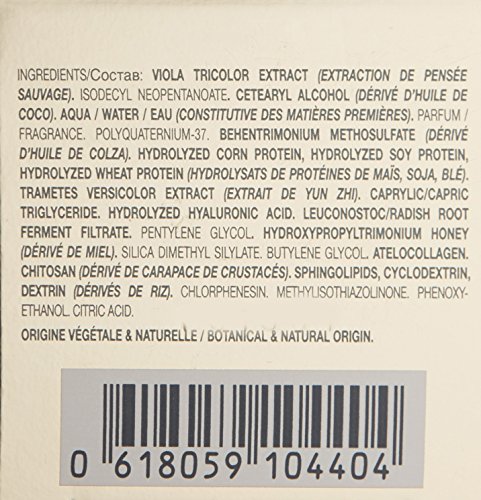 INGREDIENTS/Состав: VIOLA TRICOLOR EXTRACT (EXTRACTION DE PENSÉE
SAUVAGE). ISODECYL NEOPENTANOATE. CETEARYL ALCOHOL (DÉRIVÉ D'HUILE DE
COCO). AQUA / WATER / EAU (CONSTITUTIVE DES MATIÈRES PREMIÈRES). PARFUM /
FRAGRANCE. POLYQUATERNIUM-37. BEHENTRIMONIUM METHOSULFATE (DÉRIVÉ
D'HUILE DE COLZA). HYDROLYZED CORN PROTEIN, HYDROLYZED SOY PROTEIN,
HYDROLYZED WHEAT PROTEIN (HYDROLYSATS DE PROTÉINES DE MAÏS, SOJA, BLÉ).
TRAMETES VERSICOLOR EXTRACT (EXTRAIT DE YUN ZHI). CAPRYLIC/CAPRIC
TRIGLYCERIDE. HYDROLYZED HYALURONIC ACID. LEUCONOSTOC/RADISH ROOT
FERMENT FILTRATE. PENTYLENE GLYCOL. HYDROXYPROPYLTRIMONIUM HONEY
(DÉRIVÉ DE MIEL). SILICA DIMETHYL SILYLATE. BUTYLENE GLYCOL. ATELOCOLLAGEN.
CHITOSAN (DÉRIVÉ DE CARAPACE DE CRUSTACÉS). SPHINGOLIPIDS, CYCLODEXTRIN,
DEXTRIN (DÉRIVÉS DE RIZ). CHLORPHENESIN. METHYLISOTHIAZOLINONE. PHENOXY-
ETHANOL. CITRIC ACID.
ORIGINE VÉGÉTALE & NATURELLE / BOTANICAL & NATURAL ORIGIN.
0 618059 104404